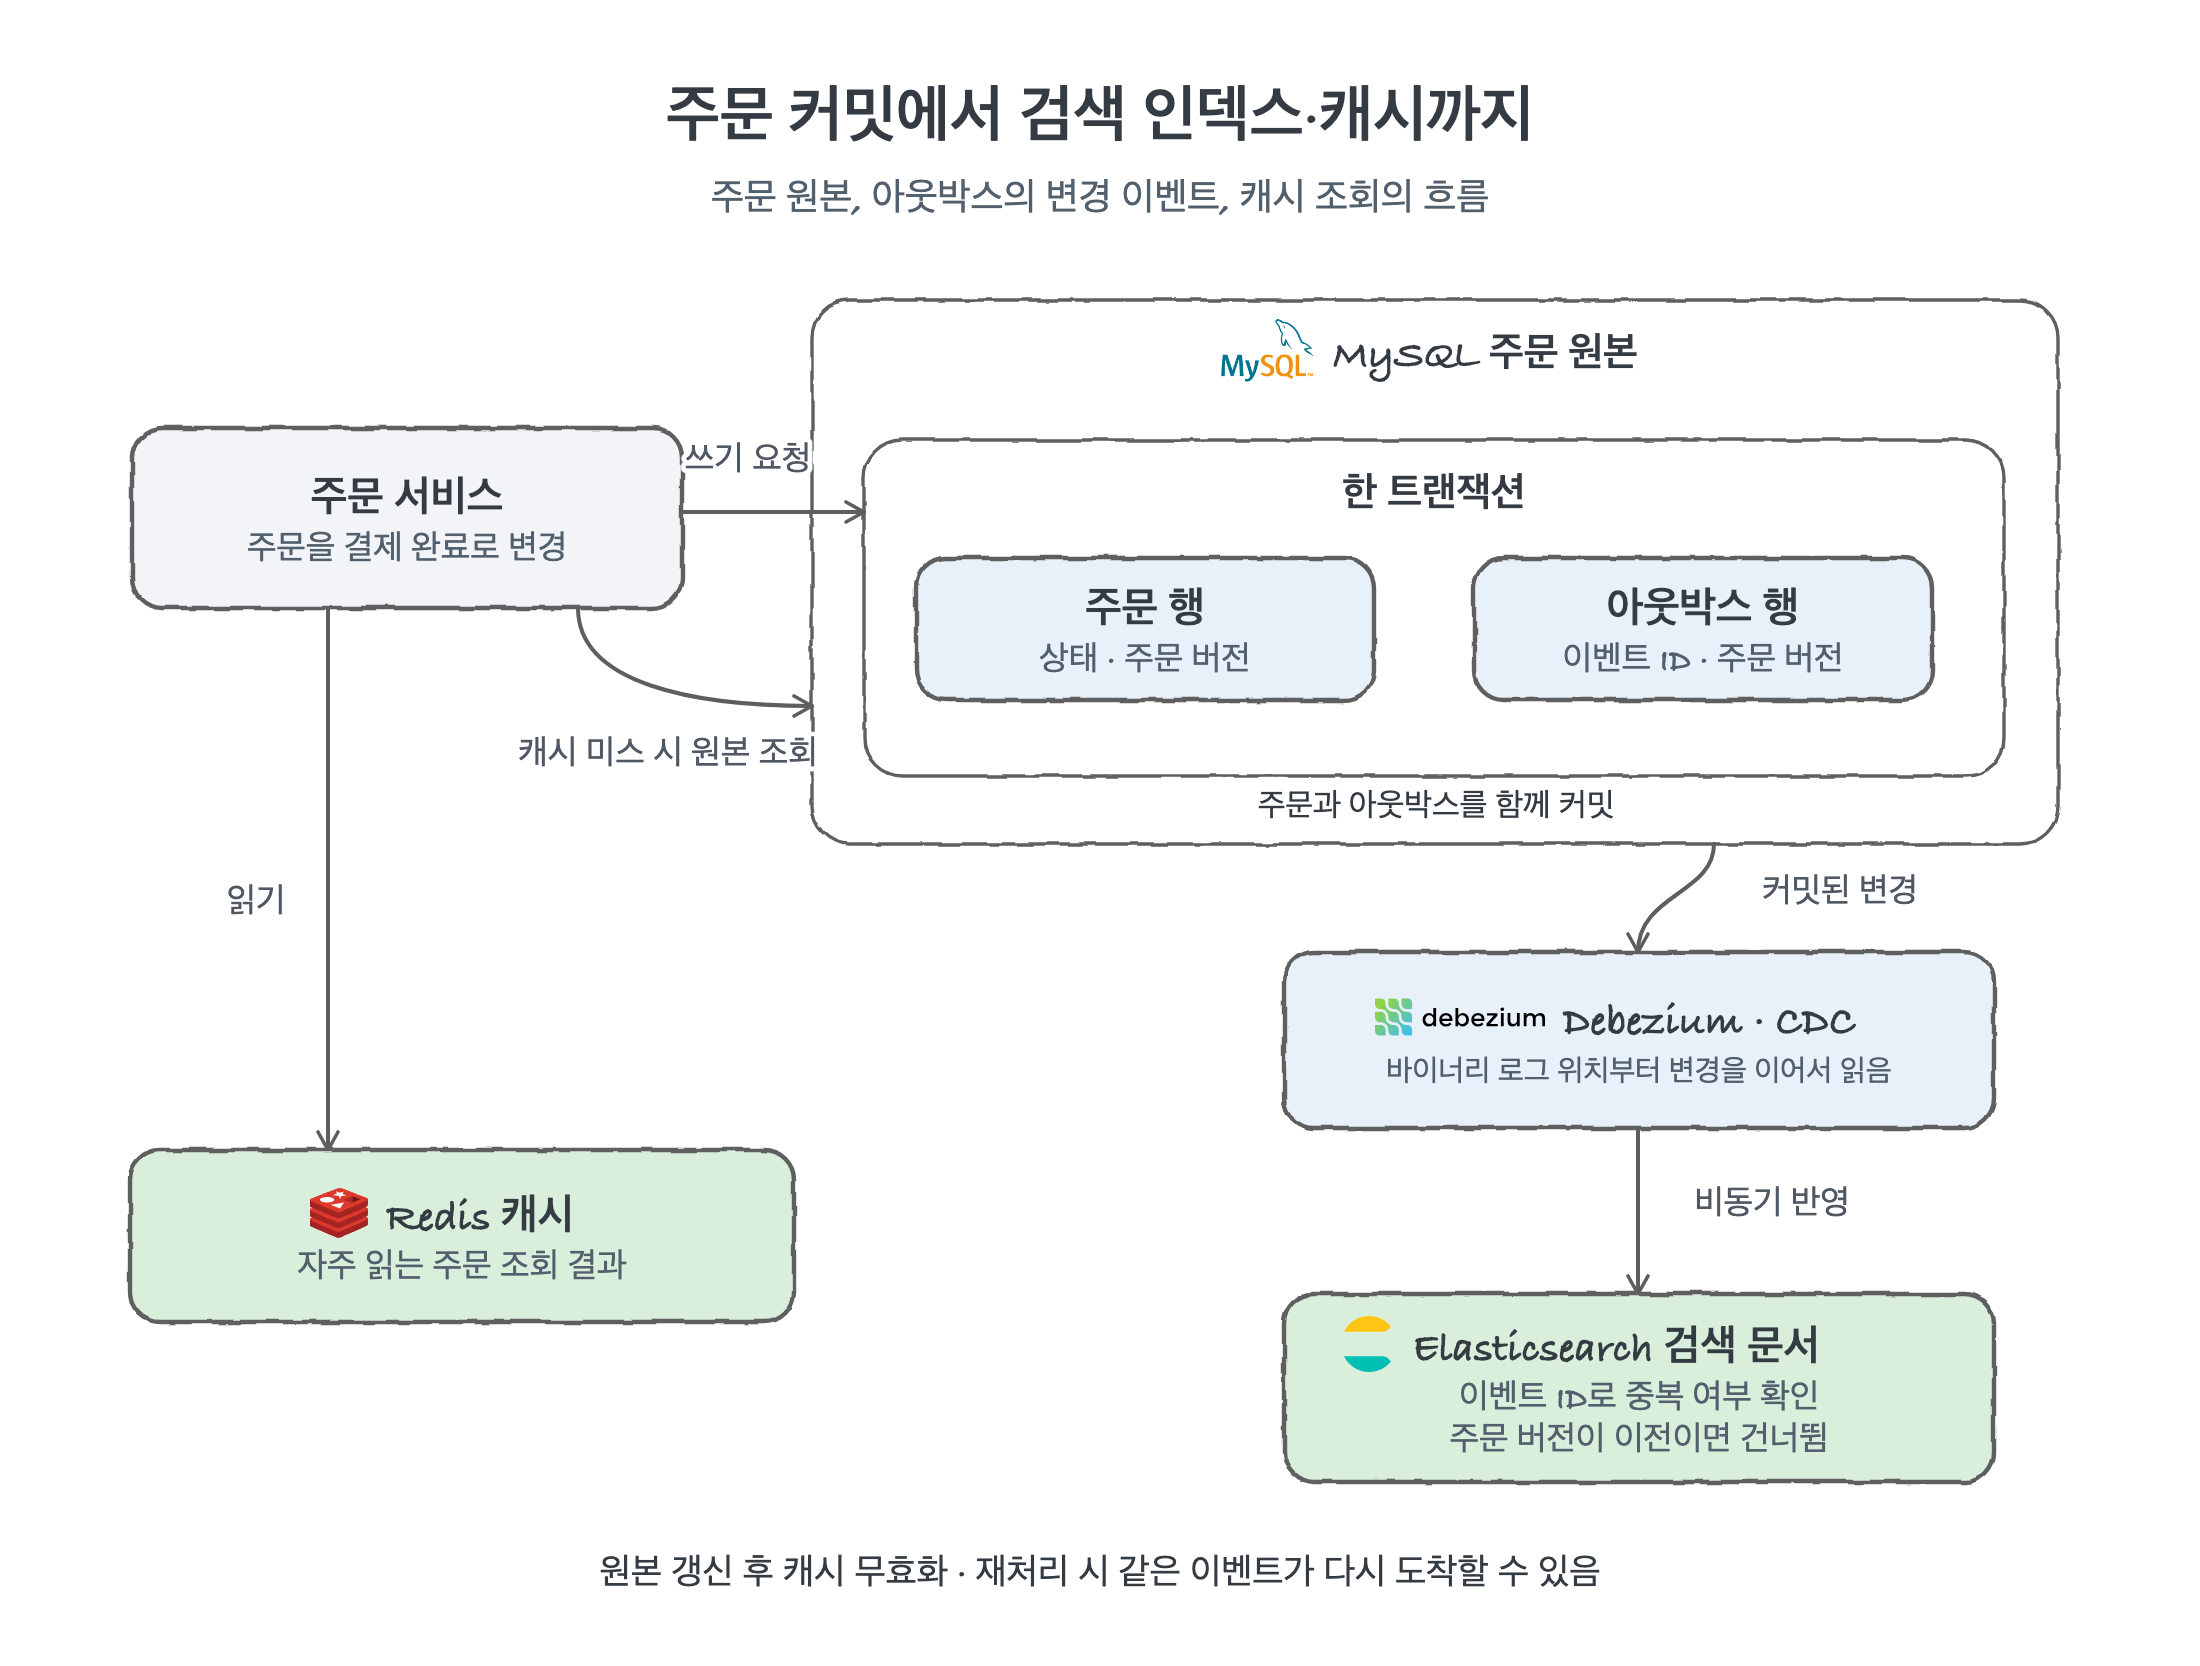 주문 커밋에서 검색 인덱스·캐시까지
주문 원본, 아웃박스의 변경 이벤트, 캐시 조회의 흐름
MySQL™ MySQL 주문 원본
주문 서비스
주문을 결제 완료로 변경
쓰기 요청
한 트랜잭션
주문 행
상태 · 주문 버전
아웃박스 행
이벤트 ID · 주문 버전
캐시 미스 시 원본 조회
주문과 아웃박스를 함께 커밋
읽기
커밋된 변경
debezium Debezium · CDC
바이너리 로그 위치부터 변경을 이어서 읽음
비동기 반영
Redis 캐시
자주 읽는 주문 조회 결과
Elasticsearch 검색 문서
이벤트 ID로 중복 여부 확인
주문 버전이 이전이면 건너뜀
원본 갱신 후 캐시 무효화 · 재처리 시 같은 이벤트가 다시 도착할 수 있음